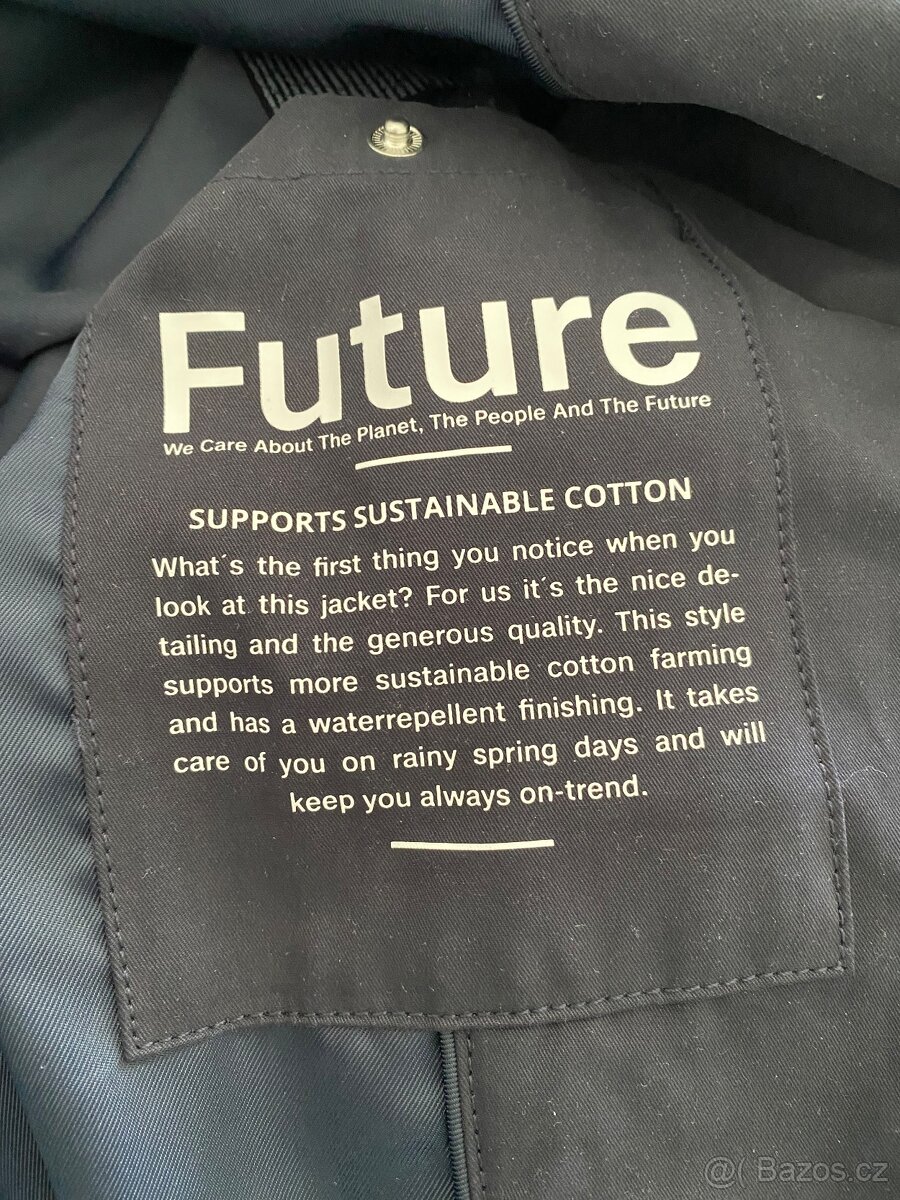 Future
We Care About The Planet, The People And The Future
SUPPORTS SUSTAINABLE COTTON
What´s the first thing you notice when you
look at this jacket? For us it´s the nice de-
tailing and the generous quality. This style
supports more sustainable cotton farming
and has a waterrepellent finishing. It takes
care of you on rainy spring days and will
keep you always on-trend.
@( Bazos.cz